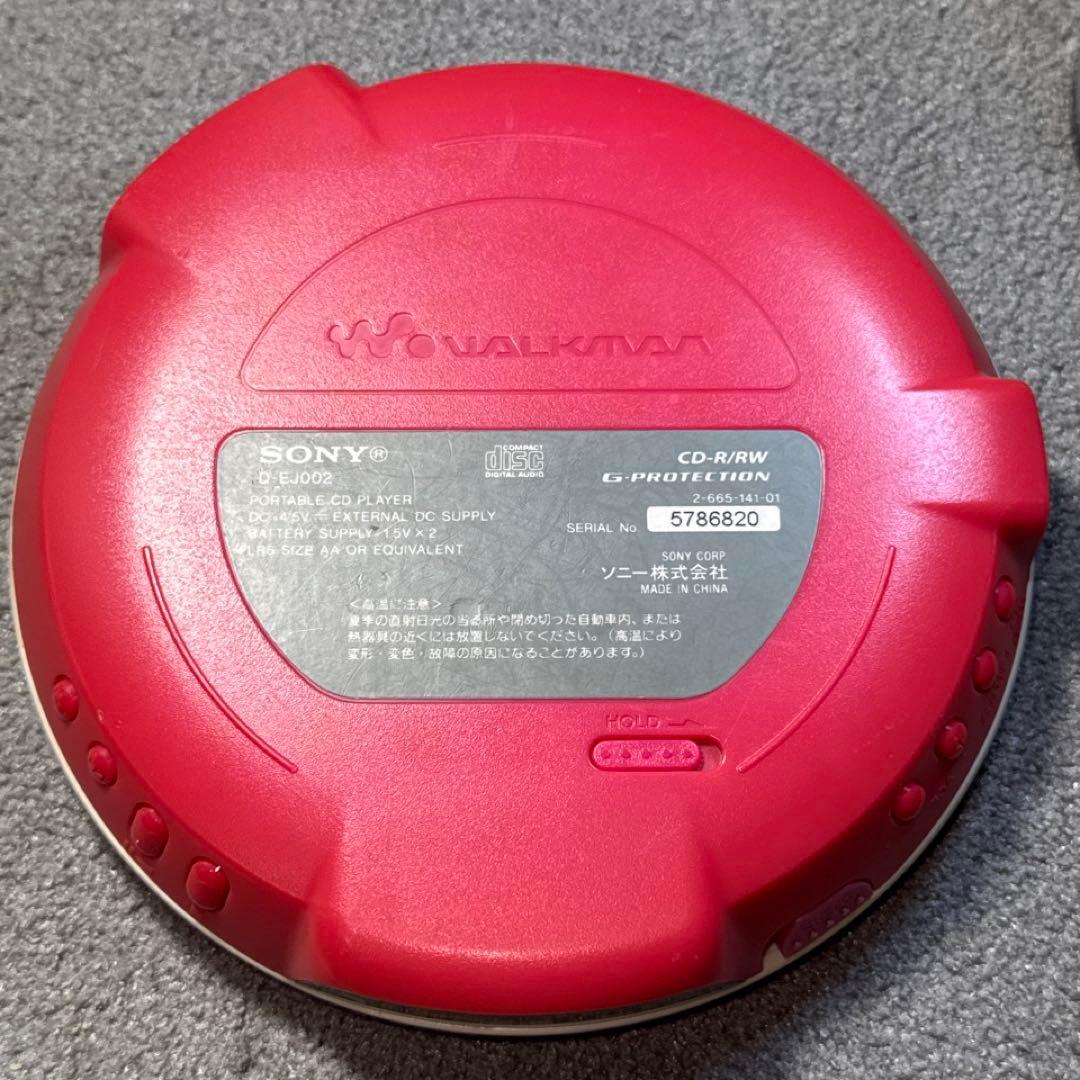 WALKMAN
SONY®
D-EJ002
PORTABLE CD PLAYER
DC 4.5V ⎓ EXTERNAL DC SUPPLY
BATTERY SUPPLY 1.5V × 2
LR6 SIZE AA OR EQUIVALENT
COMPACT
disc
DIGITAL AUDIO
CD-R/RW
G-PROTECTION
2-665-141-01
SERIAL No. 5786820
SONY CORP
ソニー株式会社
MADE IN CHINA
<高温に注意>
夏季の直射日光の当る所や閉め切った自動車内、または
熱器具の近くには放置しないでください。(高温により
変形・変色・故障の原因になることがあります。)
HOLD